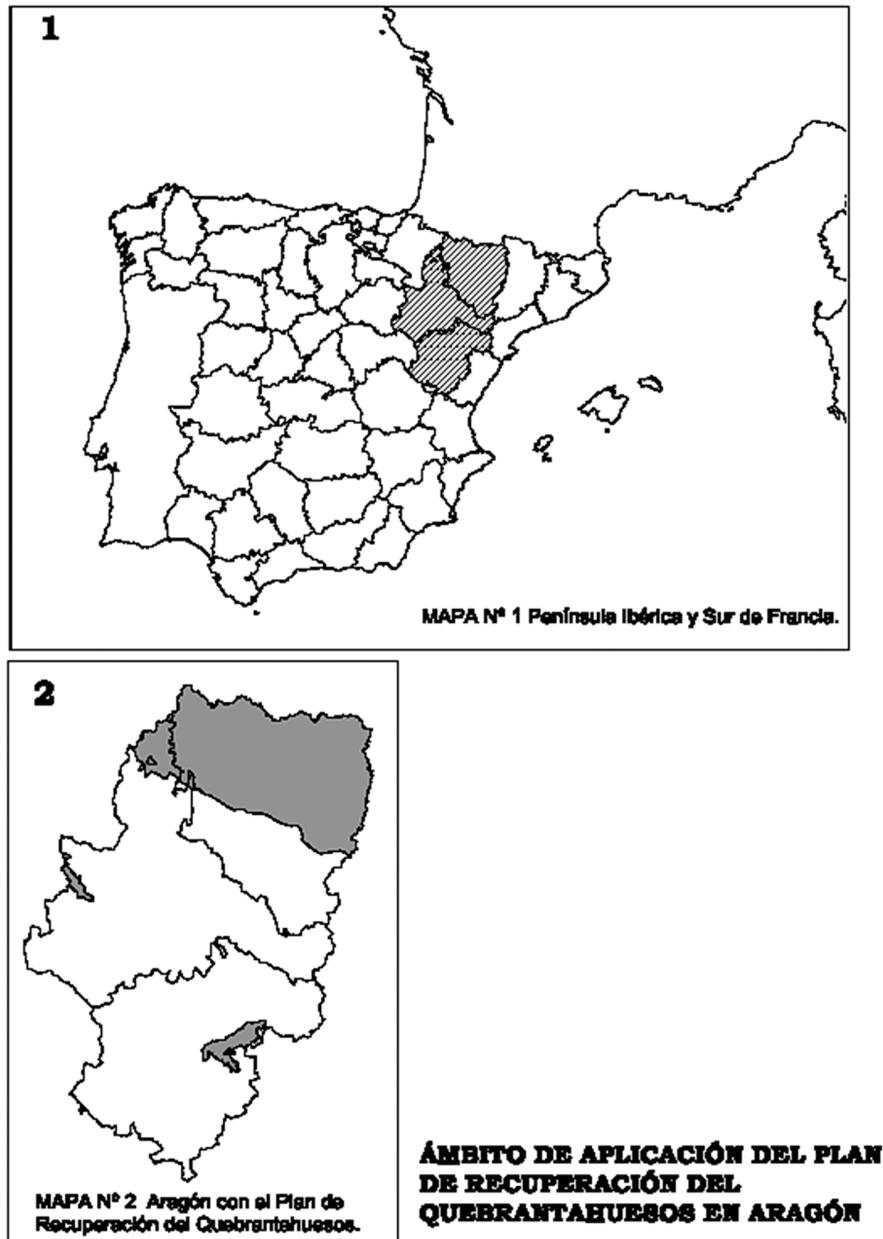 1
MAPA Nº 1 Península Ibérica y Sur de Francia.
2
MAPA Nº 2 Aragón con el Plan de
Recuperación del Quebrantahuesos.
ÁMBITO DE APLICACIÓN DEL PLAN
DE RECUPERACIÓN DEL
QUEBRANTAHUESOS EN ARAGÓN